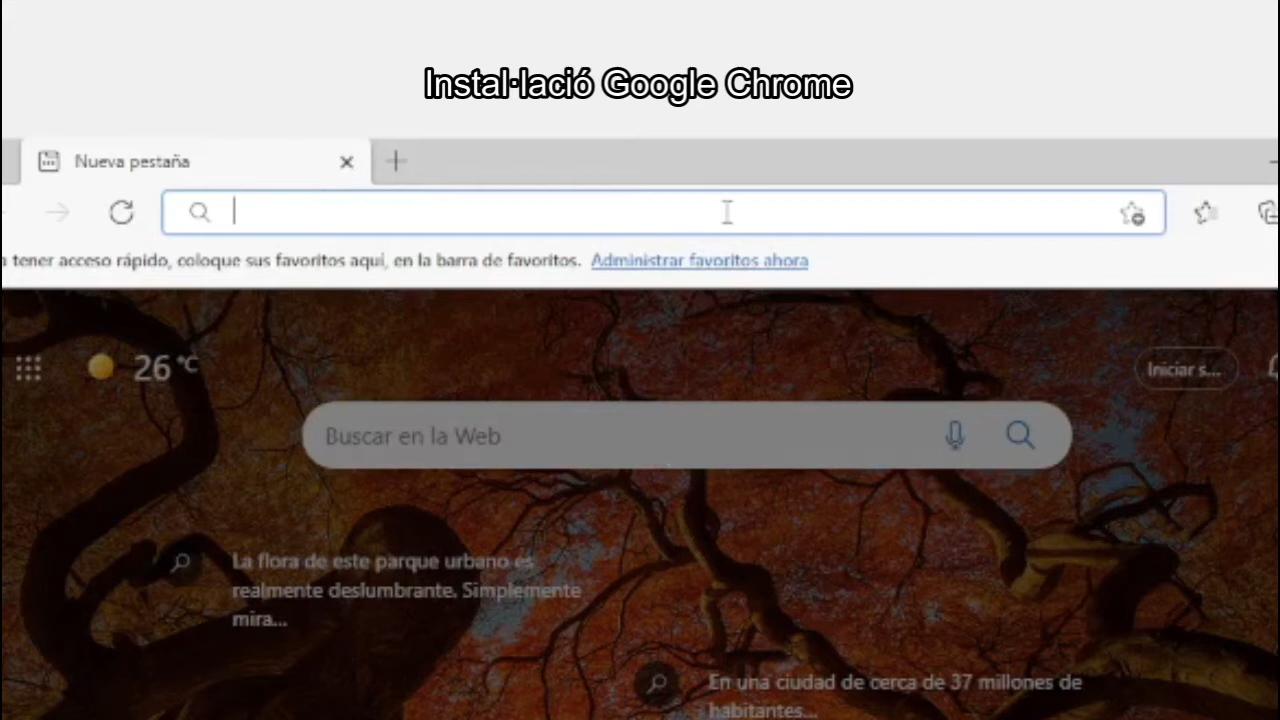 Instal·lació Google Chrome
Nueva pestaña
tener acceso rápido, coloque sus favoritos aquí, en la barra de favoritos. Administrar favoritos ahora
26 °C
Iniciar s...
Buscar en la Web
La flora de este parque urbano es
realmente deslumbrante. Simplemente
mira...
En una ciudad de cerca de 37 millones de
habitantes...